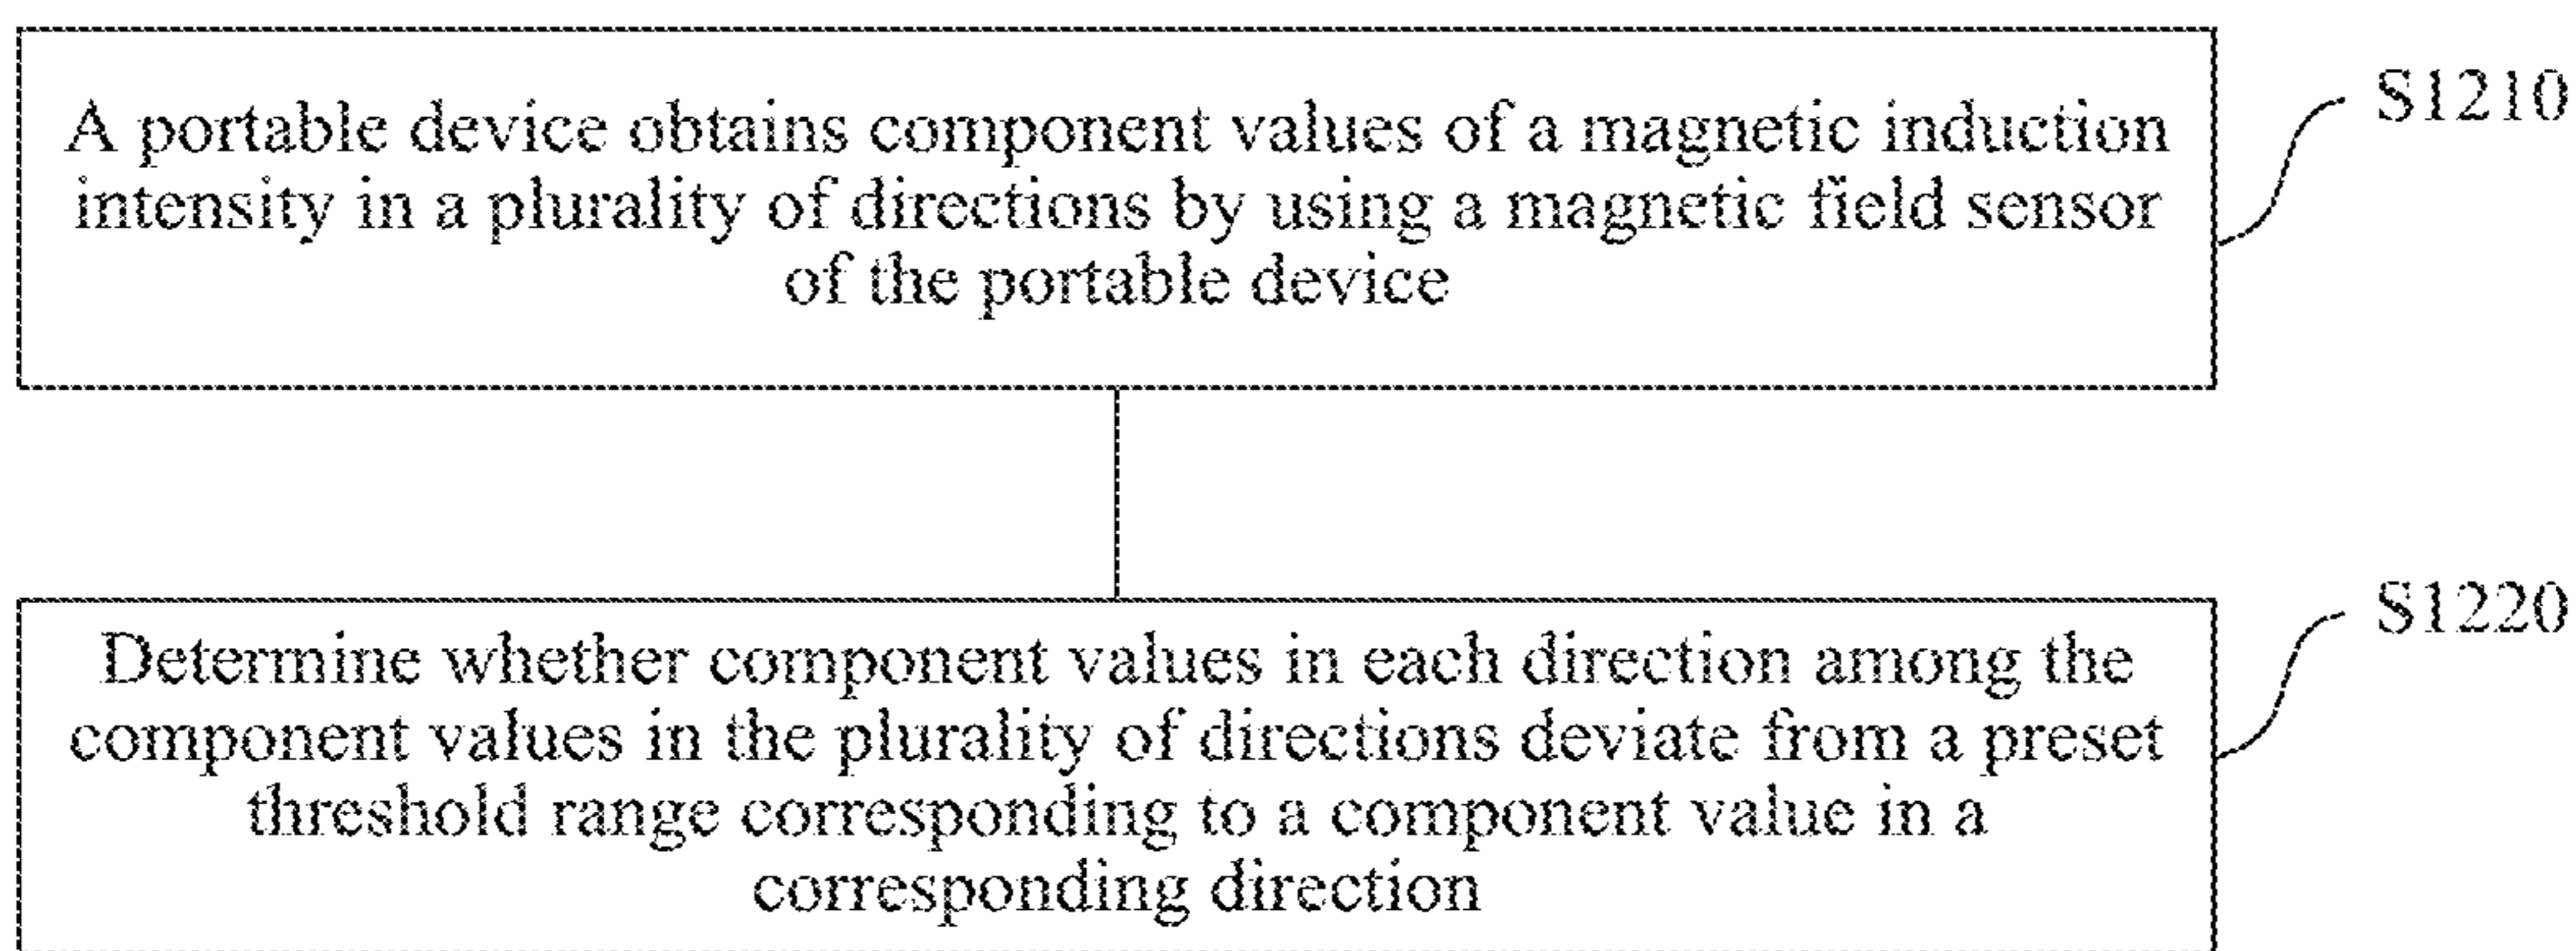 A portable device obtains component values of a magnetic induction
intensity in a plurality of directions by using a magnetic field sensor
of the portable device
S1210
Determine whether component values in each direction among the
component values in the plurality of directions deviate from a preset
threshold range corresponding to a component value in a
corresponding direction
S1220